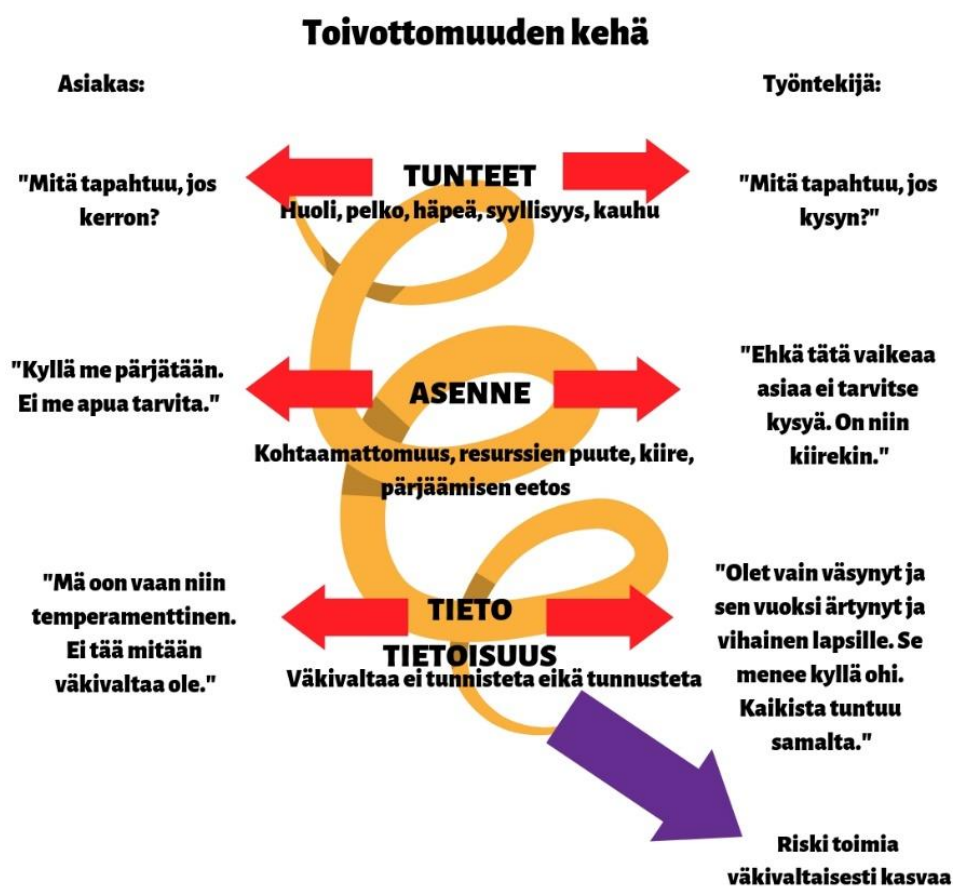 Toivottomuuden kehä
Asiakas:
Työntekijä:
"Mitä tapahtuu, jos
kerron?
TUNTEET
Huoli, pelko, häpeä, syyllisyys, kauhu
"Mitä tapahtuu, jos
kysyn?"
"Kyllä me pärjätään.
Ei me apua tarvita."
ASENNE
Kohtaamattomuus, resurssien puute, kiire,
pärjäämisen eetos
"Ehkä tätä vaikeaa
asiaa ei tarvitse
kysyä. On niin
kiirekin."
"Mä oon vaan niin
temperamenttinen.
Ei tää mitään
väkivaltaa ole."
TIETO
TIETOISUUS
Väkivaltaa ei tunnisteta eikä tunnusteta
"Olet vain väsynyt ja
sen vuoksi ärtynyt ja
vihainen lapsille. Se
menee kyllä ohi.
Kaikista tuntuu
samalta."
Riski toimia
väkivaltaisesti kasvaa